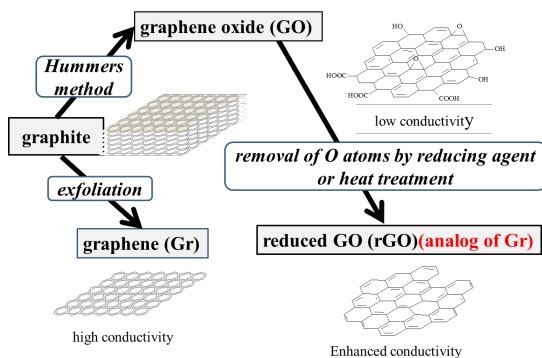 graphene oxide (GO)
Hummers
method
graphite
exfoliation
graphene (Gr)
high conductivity
HO
O
O
OH
OH
HOOC
HOOC
COOH
low conductivity
removal of O atoms by reducing agent
or heat treatment
reduced GO (rGO)(analog of Gr)
Enhanced conductivity